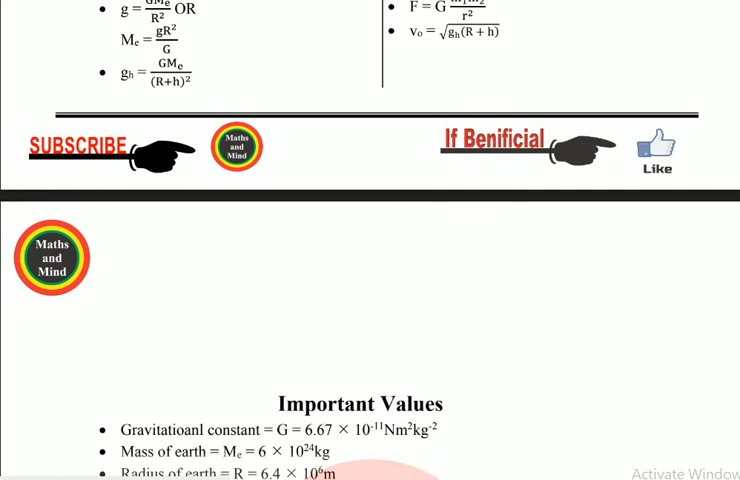 • g = GMₑ/R² OR
Mₑ = gR²/G
• gₕ = GMₑ/(R+h)²
• F = G m₁m₂/r²
• vₒ = √gₕ(R + h)
SUBSCRIBE
Maths
and
Mind
If Benificial
Like
Maths
and
Mind
Important Values
• Gravitatioanl constant = G = 6.67 × 10⁻¹¹Nm²kg⁻²
• Mass of earth = Mₑ = 6 × 10²⁴kg
• Radius of earth = R = 6.4 × 10⁶m
Activate Window